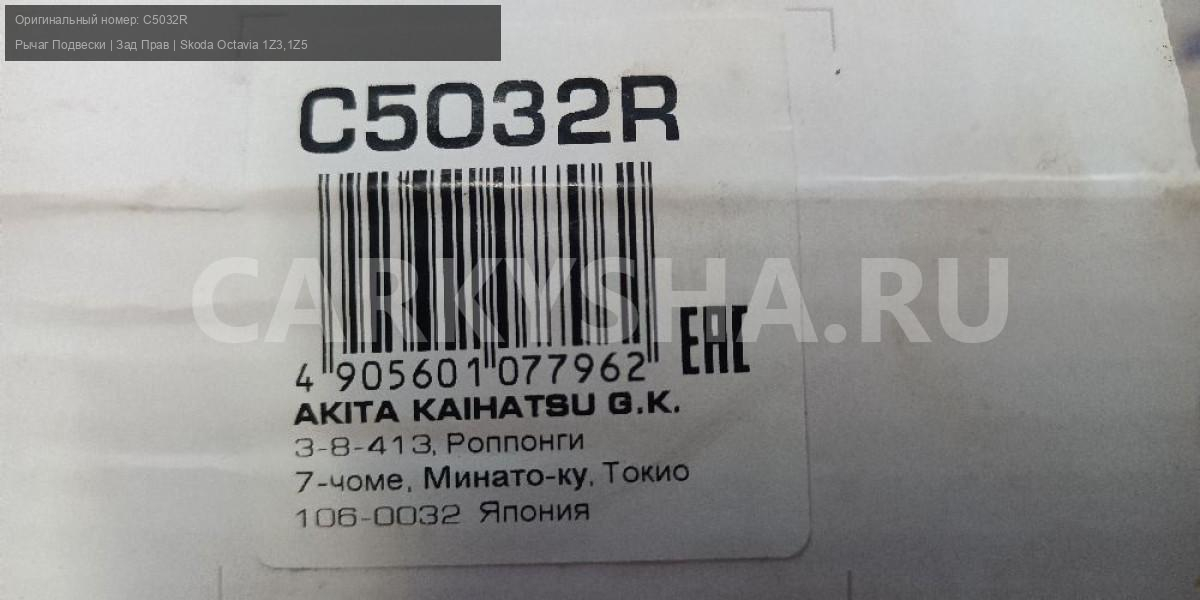 Оригинальный номер: C5032R
Рычаг Подвески | Зад Прав | Skoda Octavia 1Z3,1Z5
C5032R
CARKYSHA.RU
4 905601 077962
EAC
AKITA KAIHATSU G.K.
3-8-413, Роппонги
7-чоме, Минато-ку, Токио
106-0032 Япония